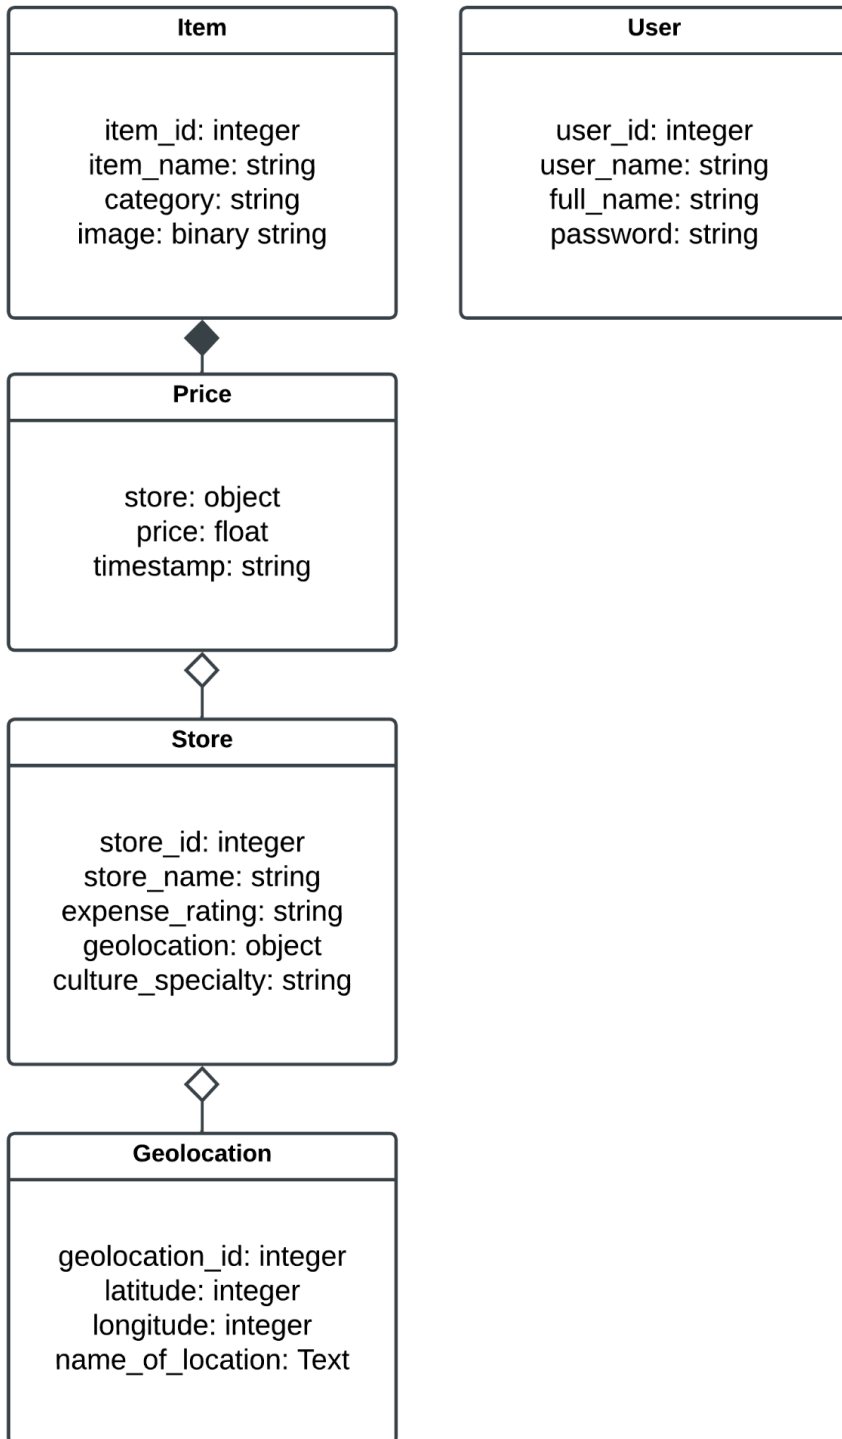 Item
item_id: integer
item_name: string
category: string
image: binary string
User
user_id: integer
user_name: string
full_name: string
password: string
Price
store: object
price: float
timestamp: string
Store
store_id: integer
store_name: string
expense_rating: string
geolocation: object
culture_specialty: string
Geolocation
geolocation_id: integer
latitude: integer
longitude: integer
name_of_location: Text